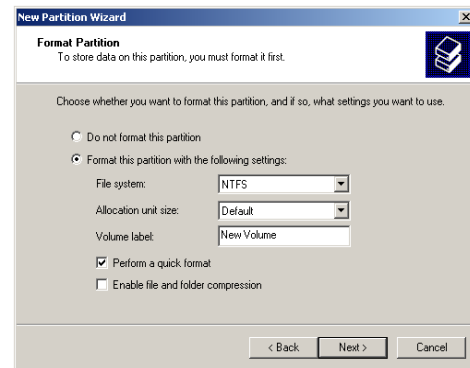 New Partition Wizard
Format Partition
To store data on this partition, you must format it first.
Choose whether you want to format this partition, and if so, what settings you want to use.
Do not format this partition
Format this partition with the following settings:
File system: NTFS
Allocation unit size: Default
Volume label: New Volume
Perform a quick format
Enable file and folder compression
< Back Next > Cancel